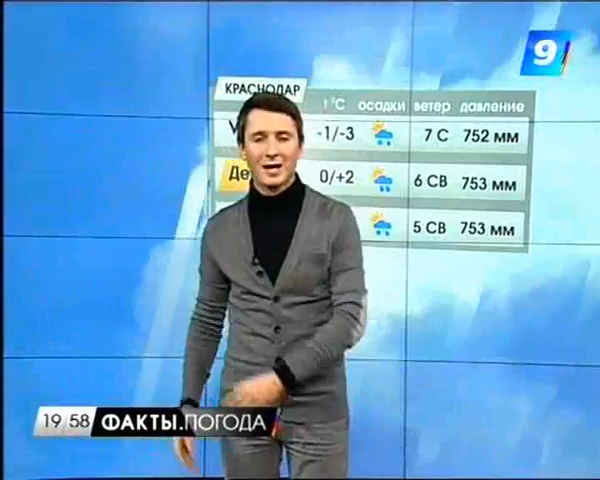 9
КРАСНОДАР
t °C осадки ветер давление
-1/-3 7 С 752 мм
0/+2 6 СВ 753 мм
5 СВ 753 мм
19 58 ФАКТЫ.ПОГОДА